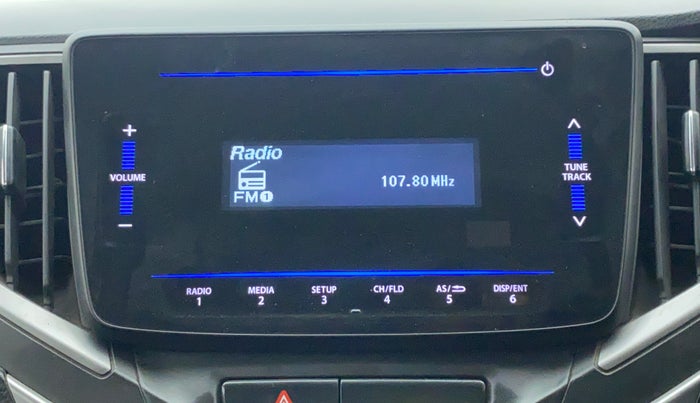 Radio
FM1
107.80 MHz
+
VOLUME
−
TUNE
TRACK
RADIO
1
MEDIA
2
SETUP
3
CH/FLD
4
AS/
5
DISP/ENT
6